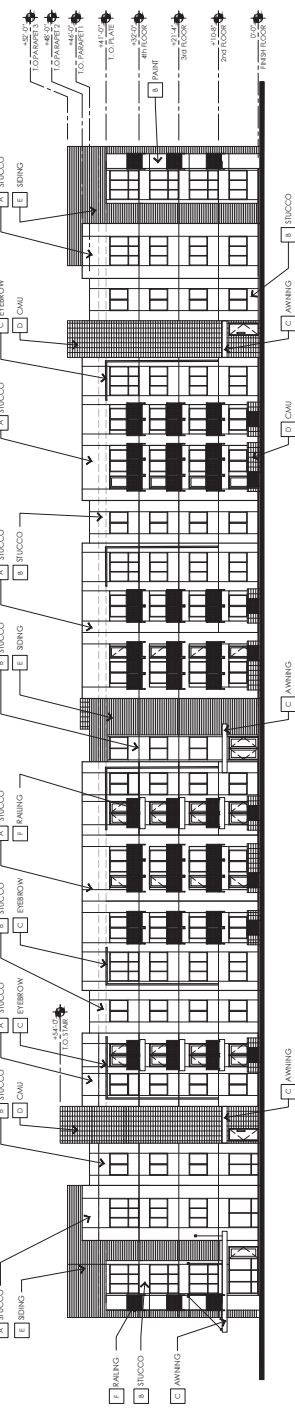 A STUCCO
E SIDING
B STUCCO
D CMU
A STUCCO
C EYEBROW
B STUCCO
C EYEBROW
A STUCCO
F RAILING
B STUCCO
E SIDING
A STUCCO
B STUCCO
A STUCCO
C EYEBROW
D CMU
A STUCCO
E SIDING
+54'-0"
T.O.STAIR
+52'-0"
T.O.PARAPET 3
+48'-0"
T.O.PARAPET 2
+46'-0"
T.O. PARAPET 1
+41'-0"
T. O. PLATE
+32'-0"
4th FLOOR
+21'-4"
3rd FLOOR
+10'-8"
2nd FLOOR
0'-0"
FINISH FLOOR
B PAINT
F RAILING
B STUCCO
C AWNING
C AWNING
C AWNING
D CMU
C AWNING
B STUCCO